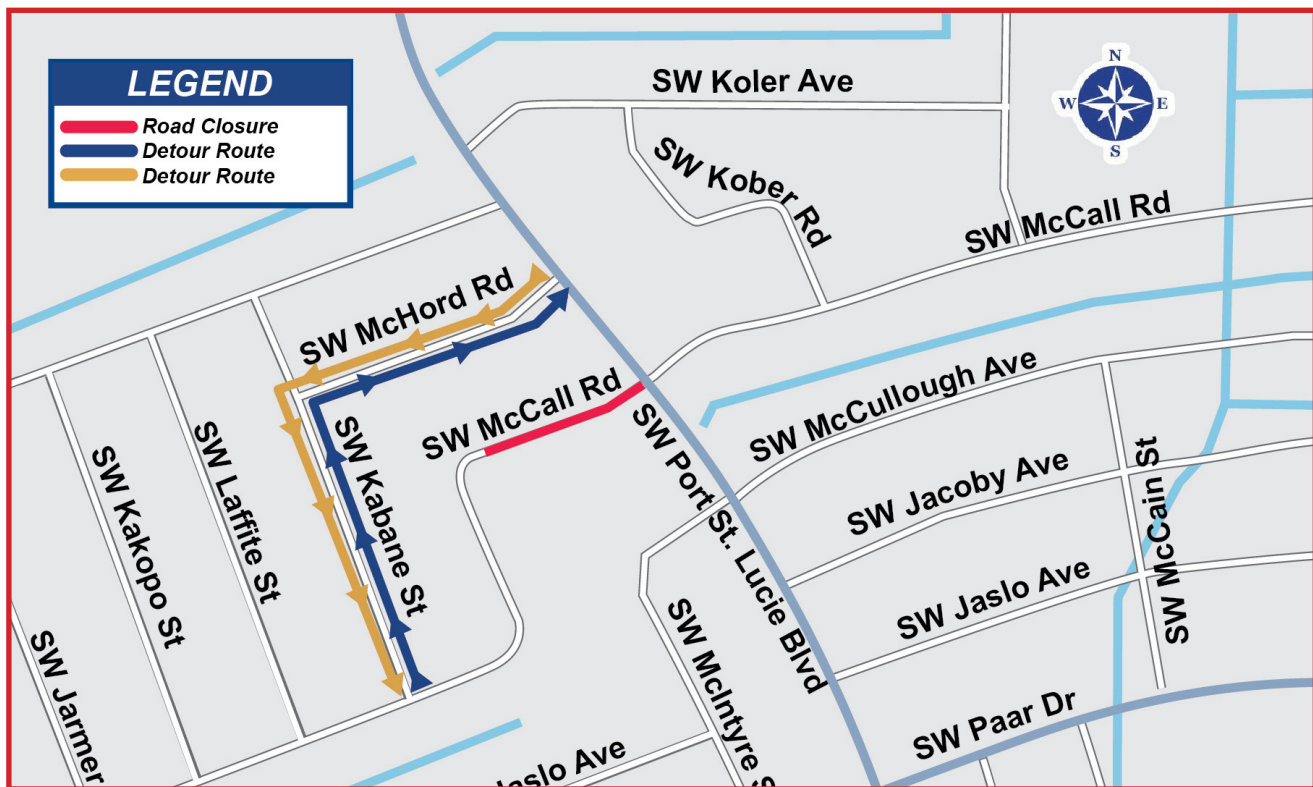 LEGEND
Road Closure
Detour Route
Detour Route
N
W
E
S
SW Koler Ave
SW Kober Rd
SW McCall Rd
SW McHord Rd
SW McCall Rd
SW Port St. Lucie Blvd
SW McCullough Ave
SW Jacoby Ave
SW McCain St
SW Jaslo Ave
SW Kabane St
SW Laffite St
SW Kakopo St
SW Jarmer
SW McIntyre S
SW Paar Dr
Jaslo Ave